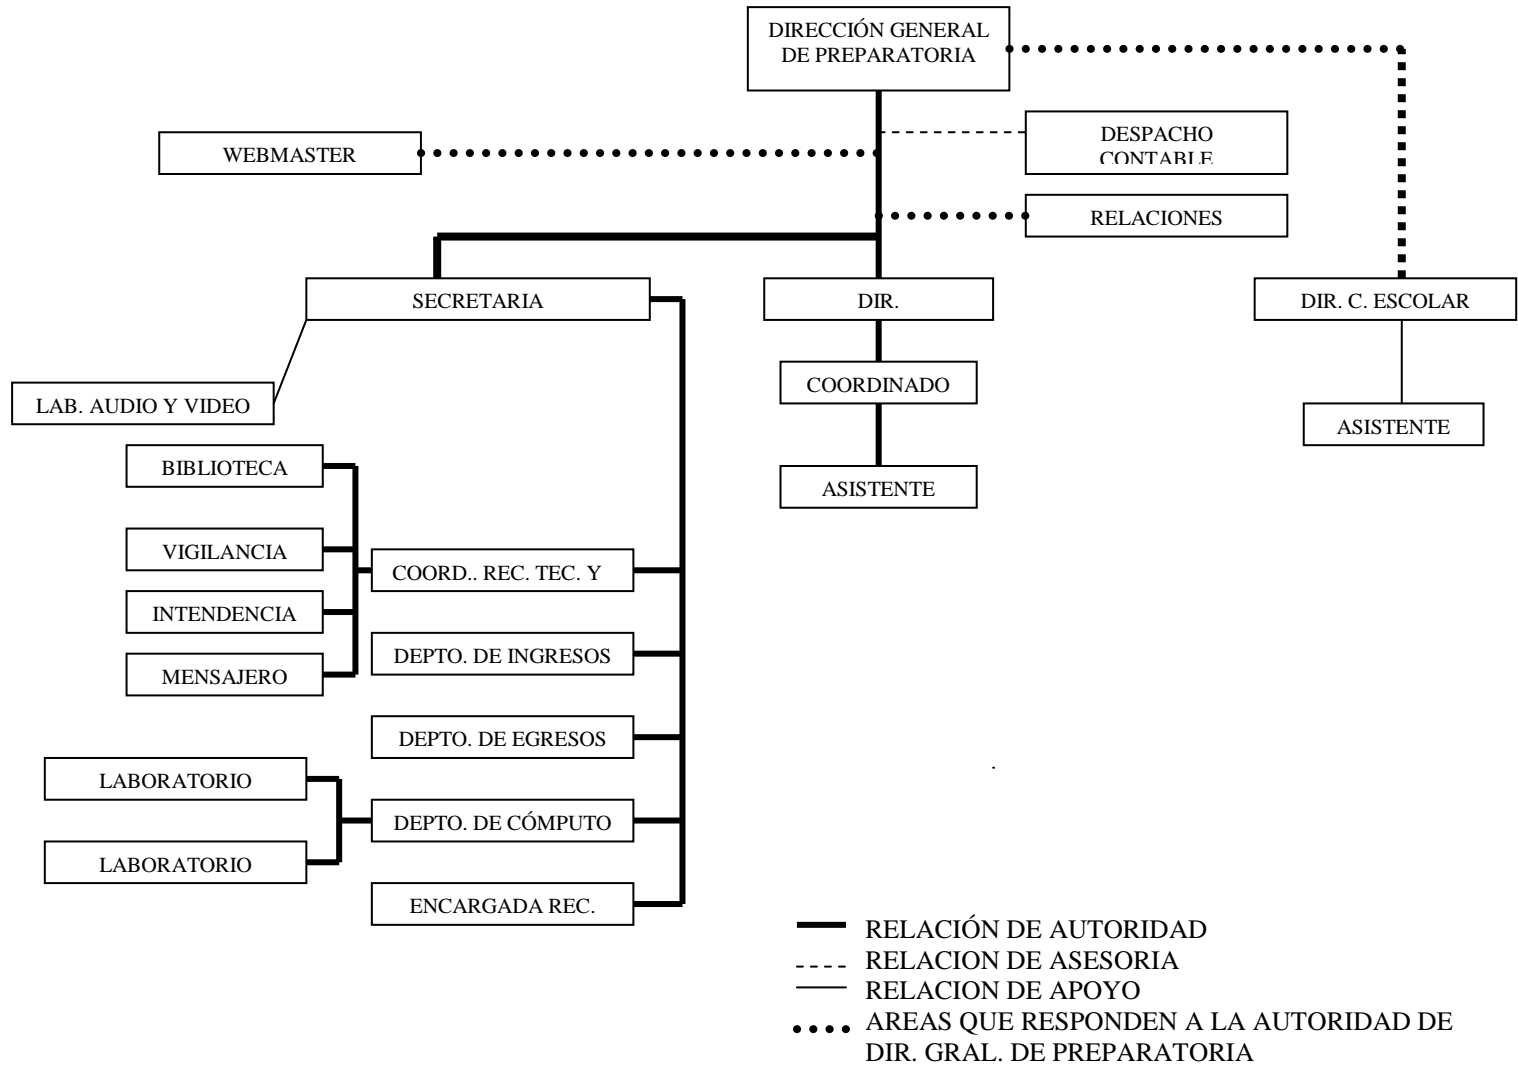 DIRECCIÓN GENERAL
DE PREPARATORIA
DESPACHO
CONTABLE
WEBMASTER
RELACIONES
SECRETARIA
DIR.
DIR. C. ESCOLAR
COORDINADO
LAB. AUDIO Y VIDEO
ASISTENTE
BIBLIOTECA
ASISTENTE
VIGILANCIA
COORD.. REC. TEC. Y
INTENDENCIA
DEPTO. DE INGRESOS
MENSAJERO
DEPTO. DE EGRESOS
LABORATORIO
DEPTO. DE CÓMPUTO
LABORATORIO
ENCARGADA REC.
RELACIÓN DE AUTORIDAD
RELACION DE ASESORIA
RELACION DE APOYO
AREAS QUE RESPONDEN A LA AUTORIDAD DE
DIR. GRAL. DE PREPARATORIA